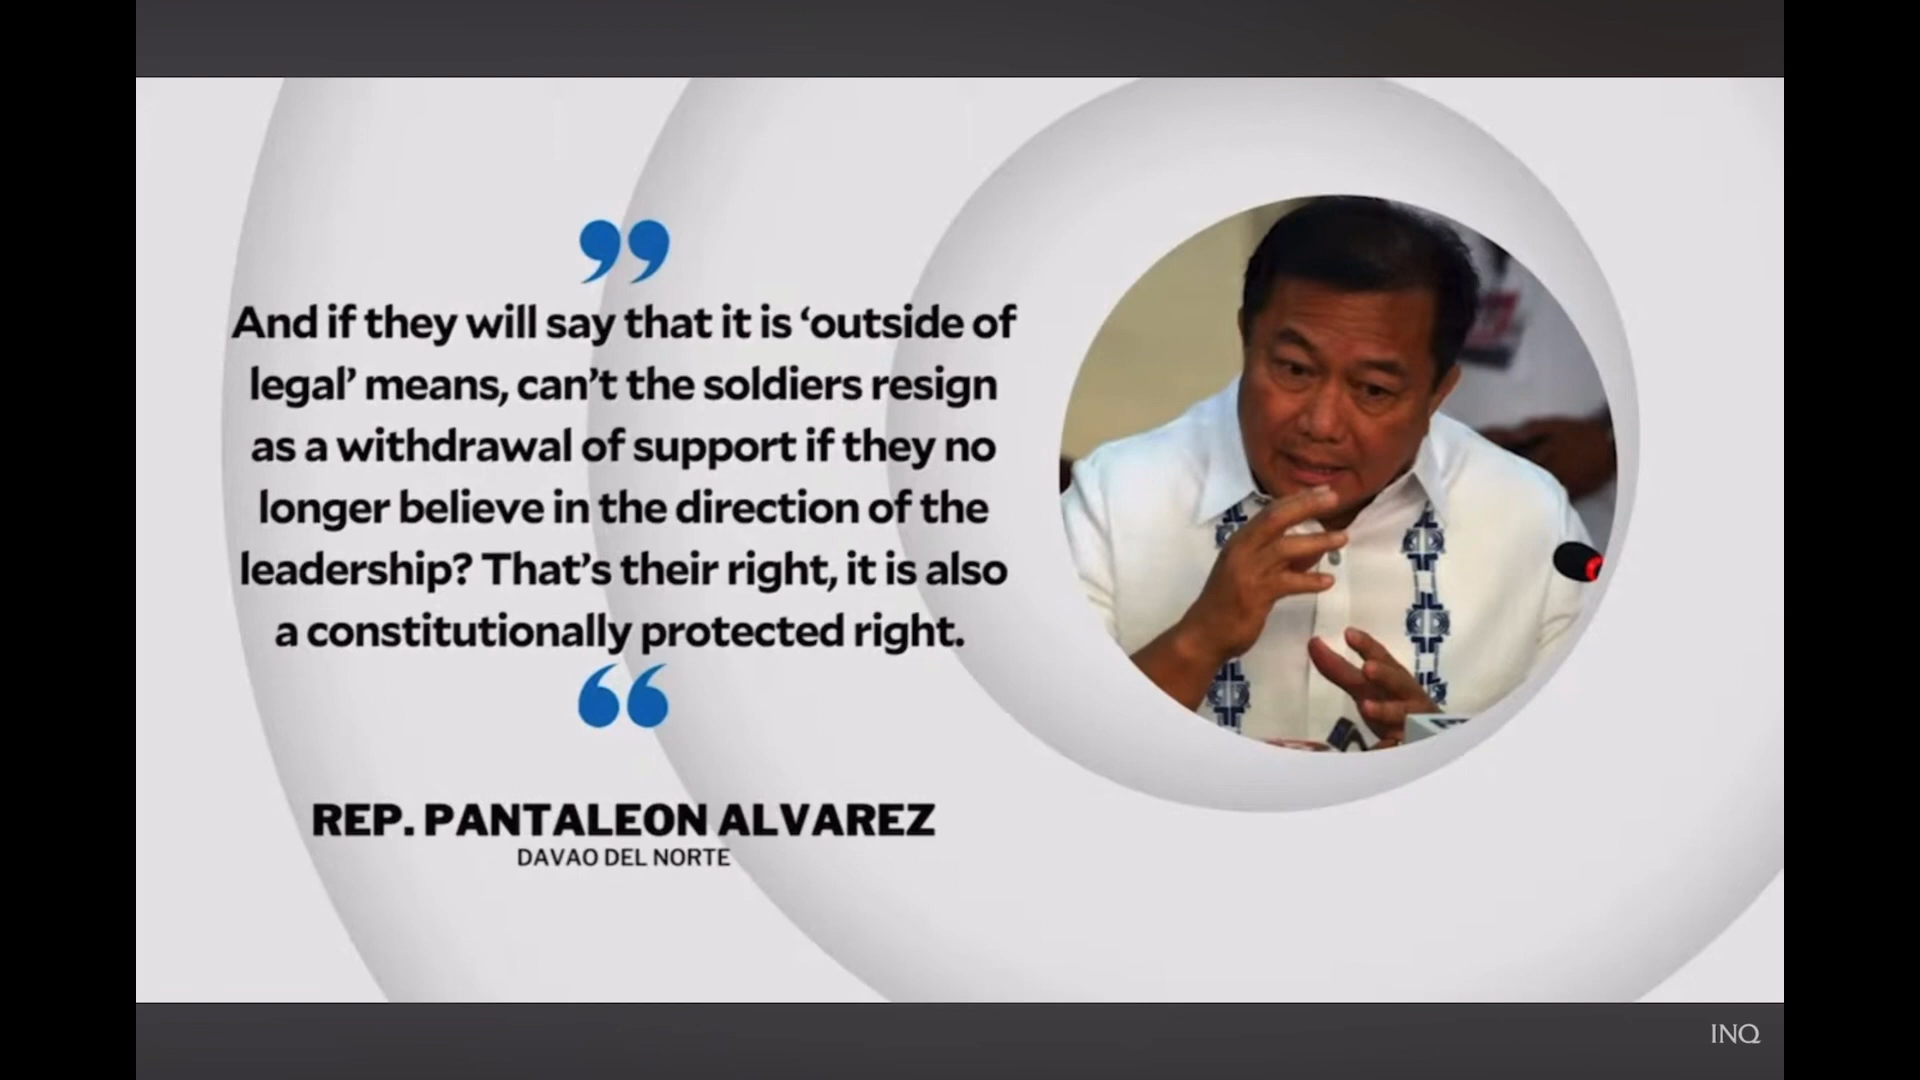 ”
And if they will say that it is ‘outside of
legal’ means, can’t the soldiers resign
as a withdrawal of support if they no
longer believe in the direction of the
leadership? That’s their right, it is also
a constitutionally protected right.
“
REP. PANTALEON ALVAREZ
DAVAO DEL NORTE
INQ